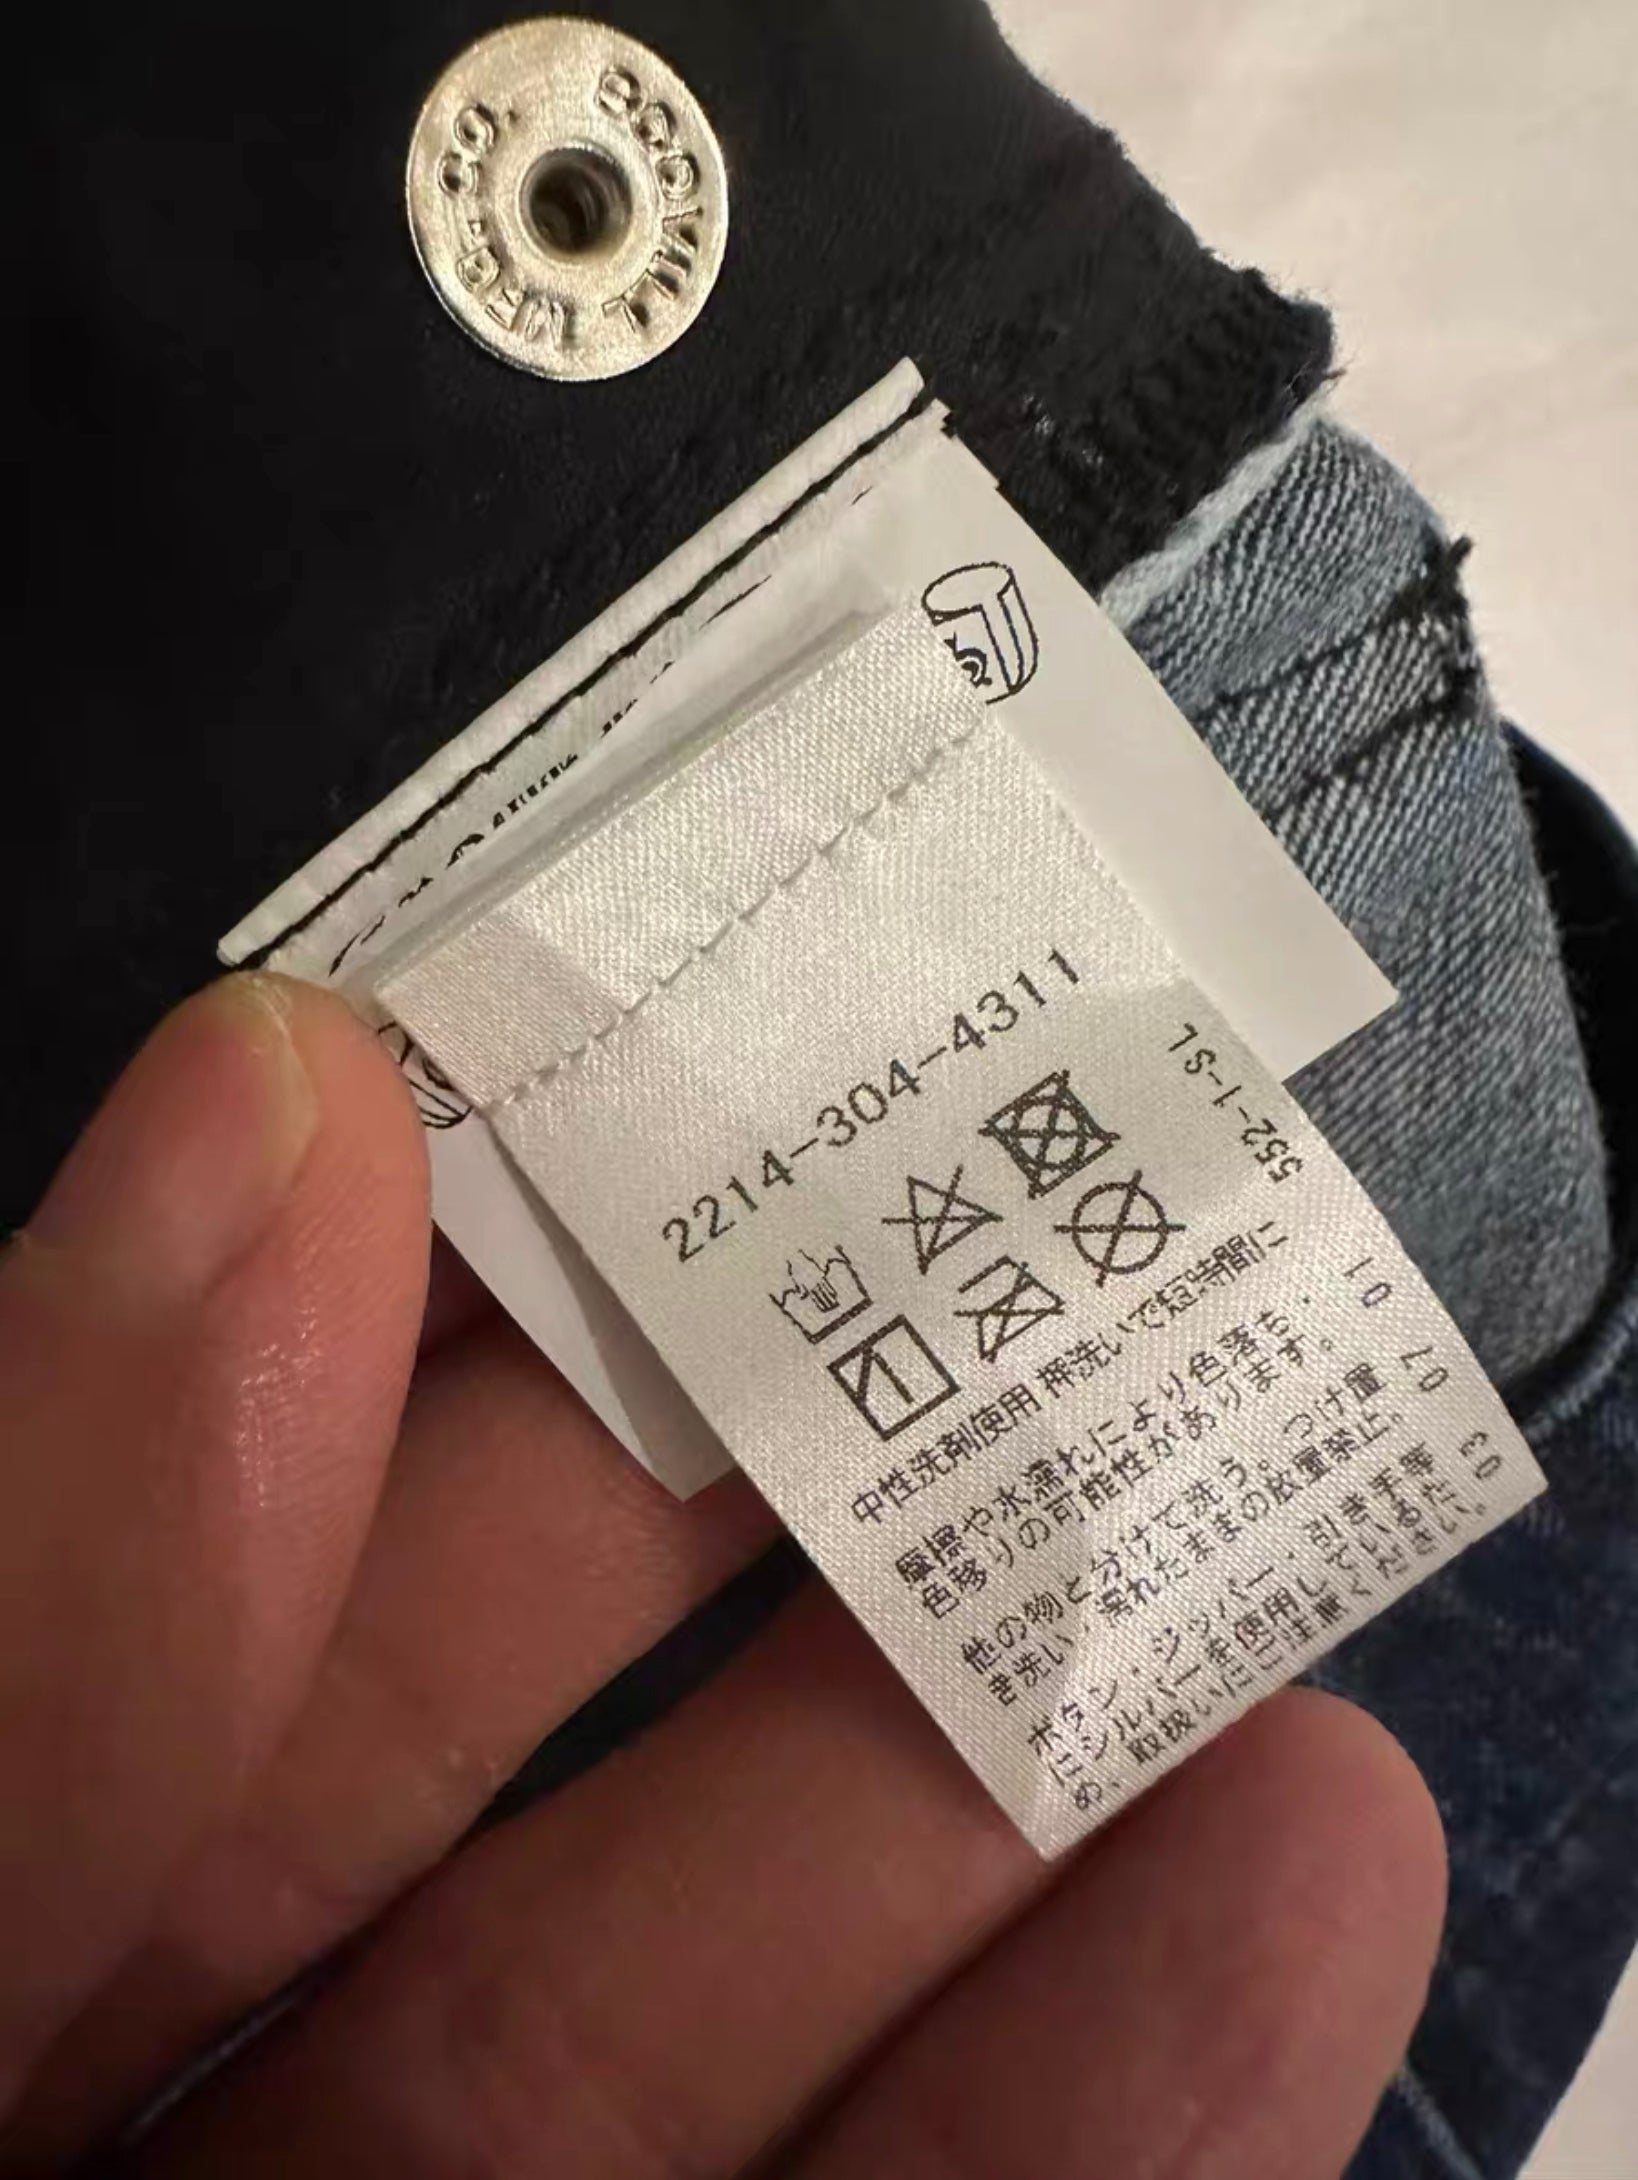 SCOVILL MFG. CO.
2214-304-4311
中性洗剤使用 押洗いで短時間に
摩擦や水濡れにより色落ち・
色移りの可能性があります。
他の物と分けて洗う。 つけ置
き洗い・濡れたままの放置禁止。
ボタン・ジッパー・引き手等
にシルバーを使用しているた
め、取扱いにご注意ください。
552-1-SL
01
07
03